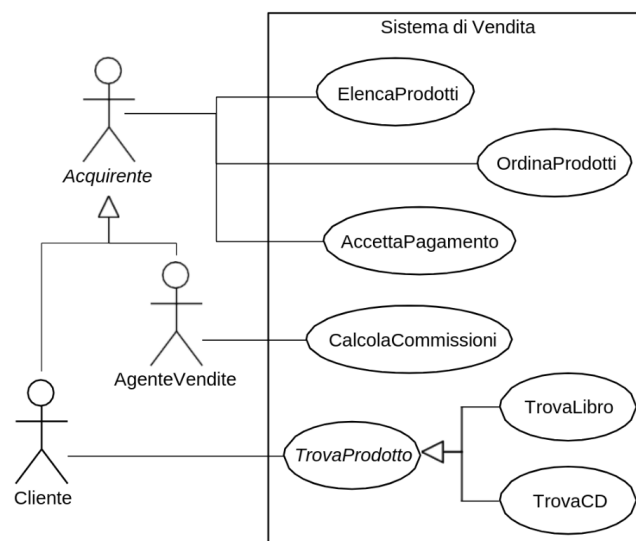 Sistema di Vendita
ElencaProdotti
OrdinaProdotti
Acquirente
AccettaPagamento
CalcolaCommissioni
AgenteVendite
TrovaLibro
TrovaProdotto
Cliente
TrovaCD